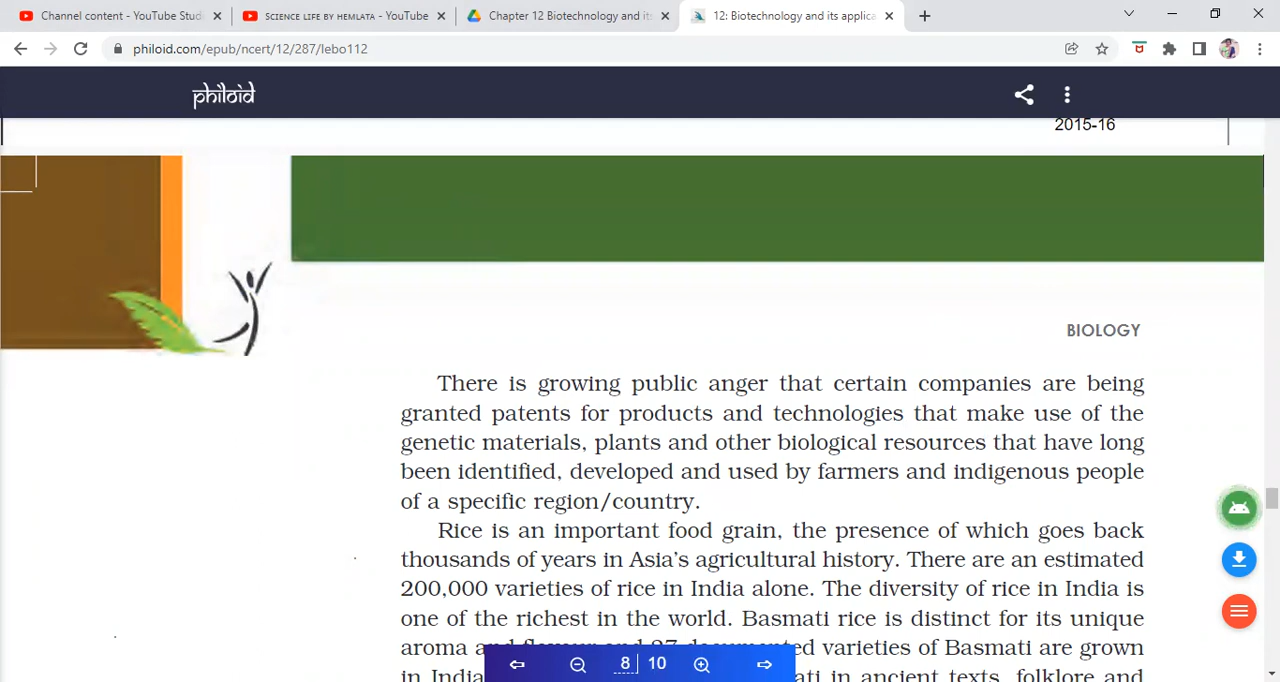 Channel content - YouTube Stud
SCIENCE LIFE BY HEMLATA - YouTube
Chapter 12 Biotechnology and its
12: Biotechnology and its applica
philoid.com/epub/ncert/12/287/lebo112
philoid
2015-16
BIOLOGY
There is growing public anger that certain companies are being
granted patents for products and technologies that make use of the
genetic materials, plants and other biological resources that have long
been identified, developed and used by farmers and indigenous people
of a specific region/country.
Rice is an important food grain, the presence of which goes back
thousands of years in Asia's agricultural history. There are an estimated
200,000 varieties of rice in India alone. The diversity of rice in India is
one of the richest in the world. Basmati rice is distinct for its unique
aroma and flavour and 27 documented varieties of Basmati are grown
in India ati in ancient texts, folklore and
8 10